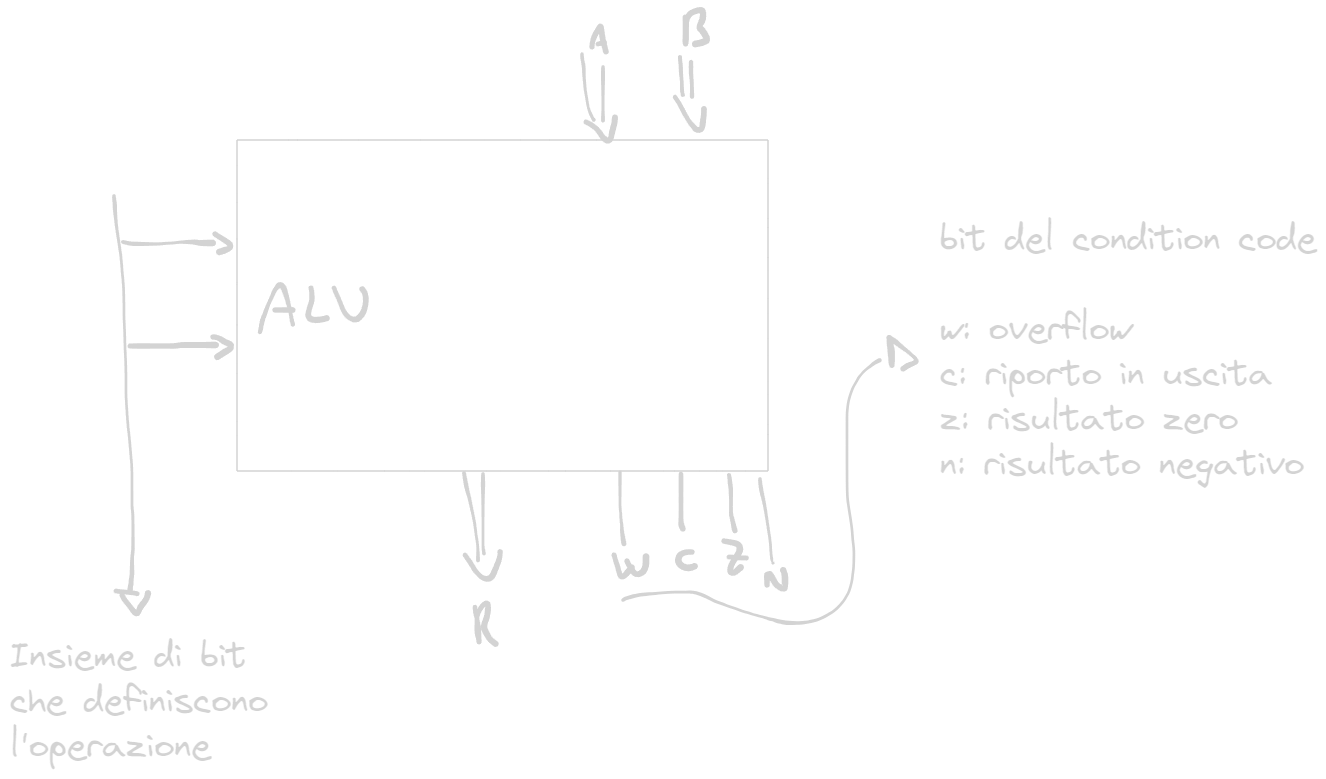 A B
bit del condition code
ALU
w: overflow
c: riporto in uscita
z: risultato zero
n: risultato negativo
W C Z N
R
Insieme di bit
che definiscono
l'operazione